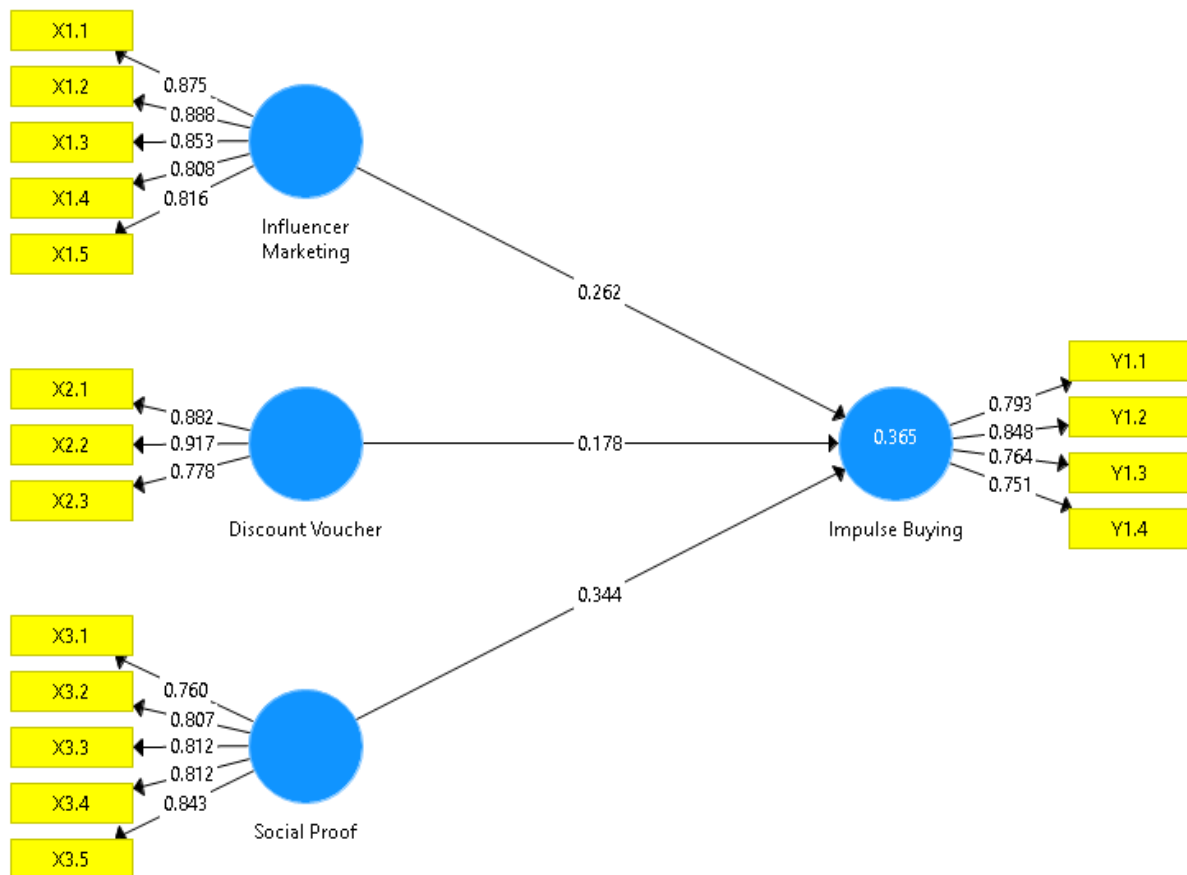 X1.1
X1.2
X1.3
X1.4
X1.5
0.875
0.888
0.853
0.808
0.816
Influencer
Marketing
0.262
X2.1
X2.2
X2.3
0.882
0.917
0.778
Discount Voucher
0.178
X3.1
X3.2
X3.3
X3.4
X3.5
0.760
0.807
0.812
0.812
0.843
Social Proof
0.344
0.365
Impulse Buying
0.793
0.848
0.764
0.751
Y1.1
Y1.2
Y1.3
Y1.4